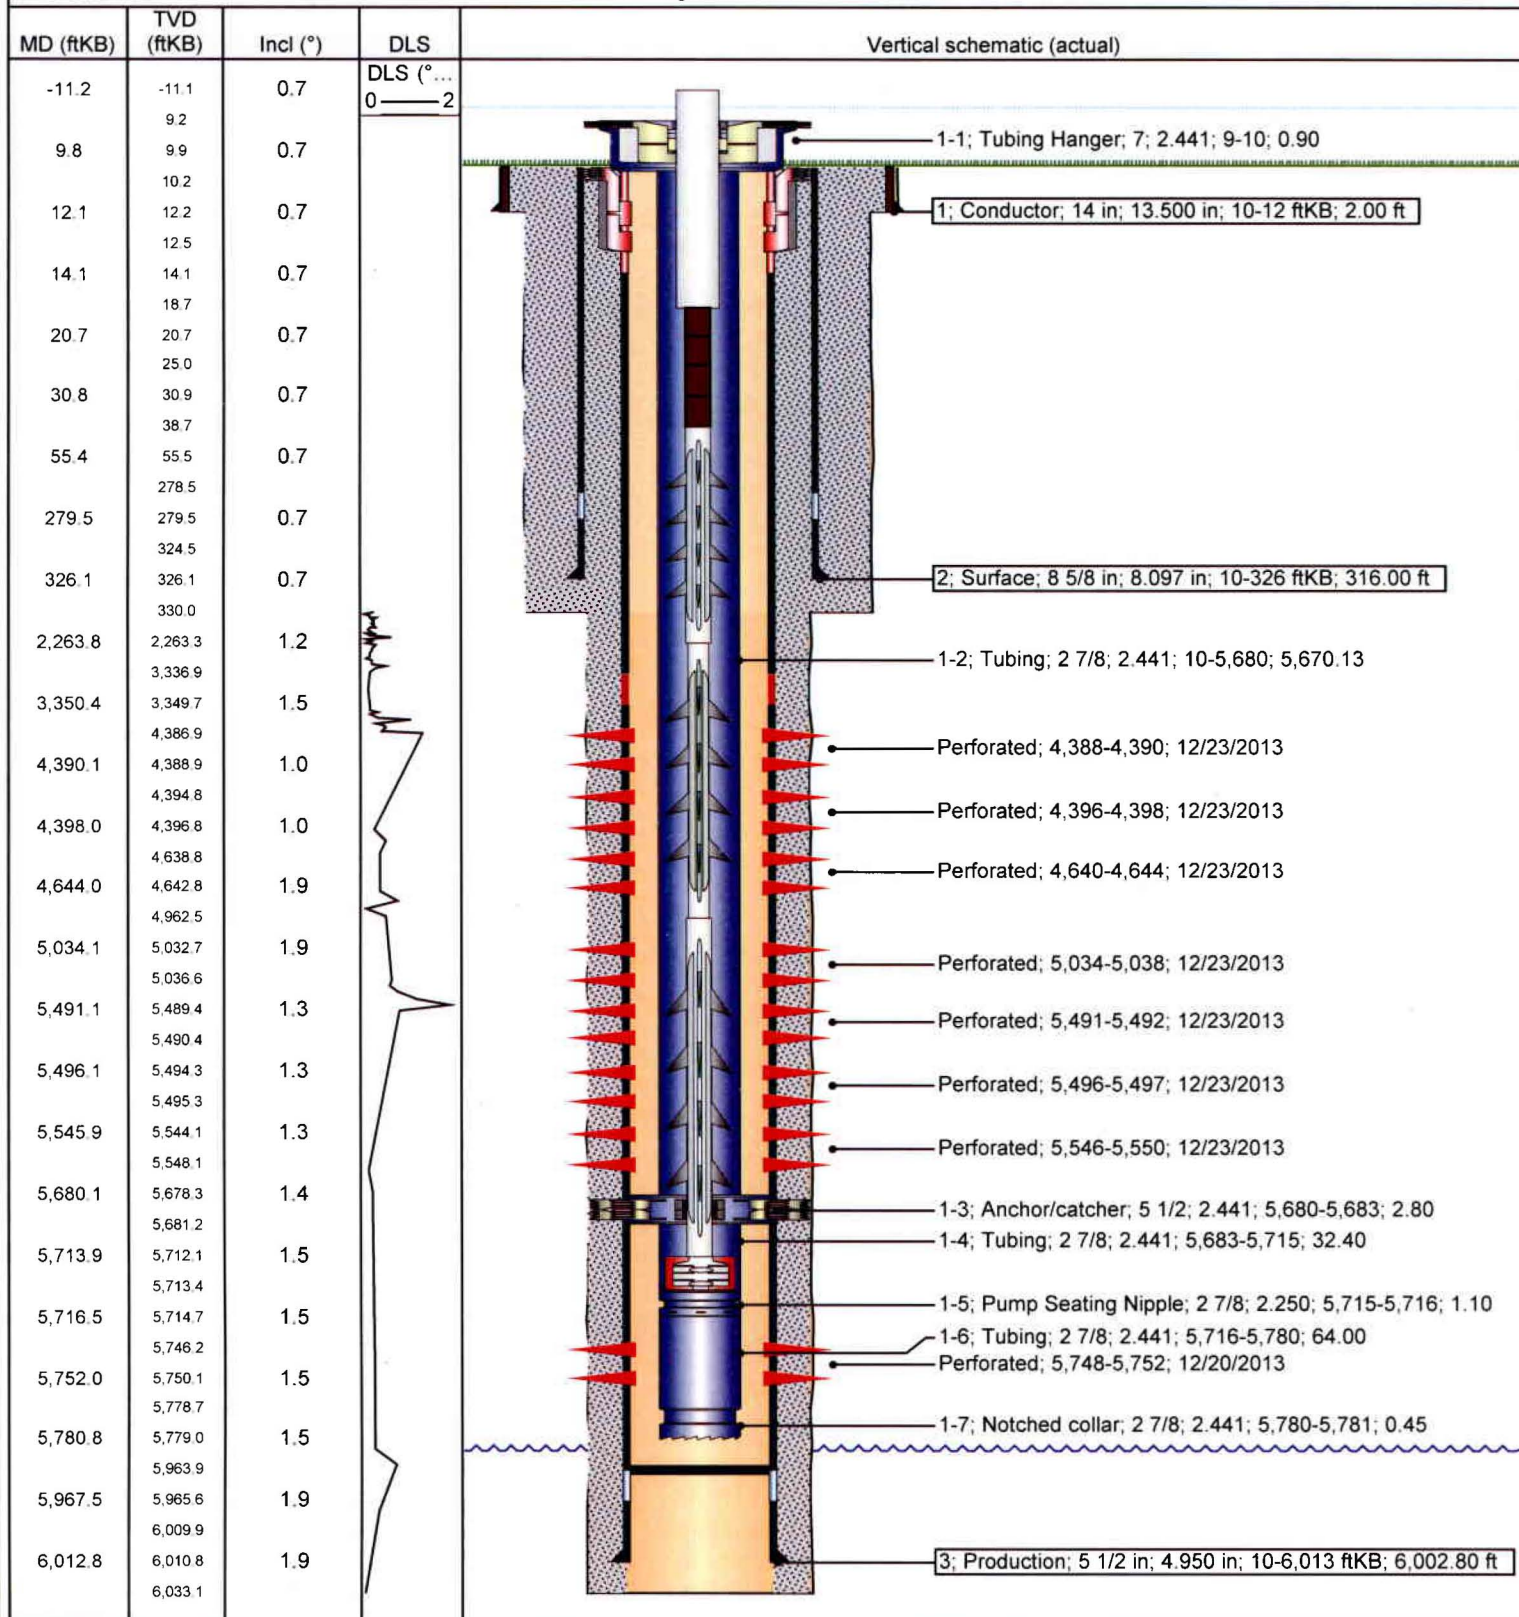 MD (ftKB) TVD (ftKB) Incl (°) DLS Vertical schematic (actual)
DLS (°...
0 2
-11.2 -11.1 0.7
9.2
9.8 9.9 0.7
10.2
12.1 12.2 0.7
12.5
14.1 14.1 0.7
18.7
20.7 20.7 0.7
25.0
30.8 30.9 0.7
38.7
55.4 55.5 0.7
278.5
279.5 279.5 0.7
324.5
326.1 326.1 0.7
330.0
2,263.8 2,263.3 1.2
3,336.9
3,350.4 3,349.7 1.5
4,386.9
4,390.1 4,388.9 1.0
4,394.8
4,398.0 4,396.8 1.0
4,638.8
4,644.0 4,642.8 1.9
4,962.5
5,034.1 5,032.7 1.9
5,036.6
5,491.1 5,489.4 1.3
5,490.4
5,496.1 5,494.3 1.3
5,495.3
5,545.9 5,544.1 1.3
5,548.1
5,680.1 5,678.3 1.4
5,681.2
5,713.9 5,712.1 1.5
5,713.4
5,716.5 5,714.7 1.5
5,746.2
5,752.0 5,750.1 1.5
5,778.7
5,780.8 5,779.0 1.5
5,963.9
5,967.5 5,965.6 1.9
6,009.9
6,012.8 6,010.8 1.9
6,033.1
1-1; Tubing Hanger; 7; 2.441; 9-10; 0.90
1; Conductor; 14 in; 13.500 in; 10-12 ftKB; 2.00 ft
2; Surface; 8 5/8 in; 8.097 in; 10-326 ftKB; 316.00 ft
1-2; Tubing; 2 7/8; 2.441; 10-5,680; 5,670.13
Perforated; 4,388-4,390; 12/23/2013
Perforated; 4,396-4,398; 12/23/2013
Perforated; 4,640-4,644; 12/23/2013
Perforated; 5,034-5,038; 12/23/2013
Perforated; 5,491-5,492; 12/23/2013
Perforated; 5,496-5,497; 12/23/2013
Perforated; 5,546-5,550; 12/23/2013
1-3; Anchor/catcher; 5 1/2; 2.441; 5,680-5,683; 2.80
1-4; Tubing; 2 7/8; 2.441; 5,683-5,715; 32.40
1-5; Pump Seating Nipple; 2 7/8; 2.250; 5,715-5,716; 1.10
1-6; Tubing; 2 7/8; 2.441; 5,716-5,780; 64.00
Perforated; 5,748-5,752; 12/20/2013
1-7; Notched collar; 2 7/8; 2.441; 5,780-5,781; 0.45
3; Production; 5 1/2 in; 4.950 in; 10-6,013 ftKB; 6,002.80 ft